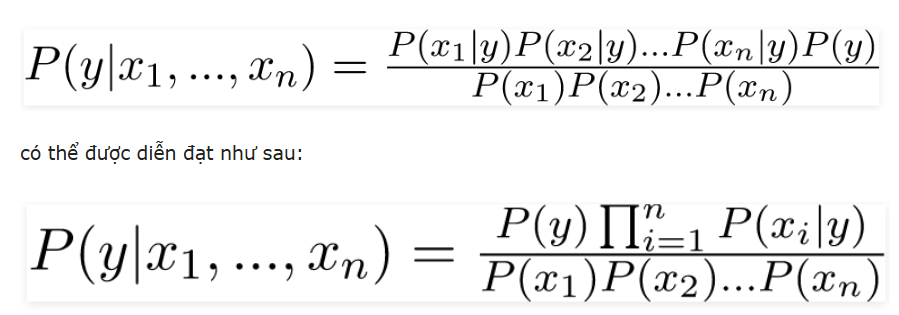 P(y|x₁, ..., xₙ) = P(x₁|y)P(x₂|y)...P(xₙ|y)P(y) / P(x₁)P(x₂)...P(xₙ)
có thể được diễn đạt như sau:
P(y|x₁, ..., xₙ) = P(y) ∏ⁿᵢ₌₁ P(xᵢ|y) / P(x₁)P(x₂)...P(xₙ)